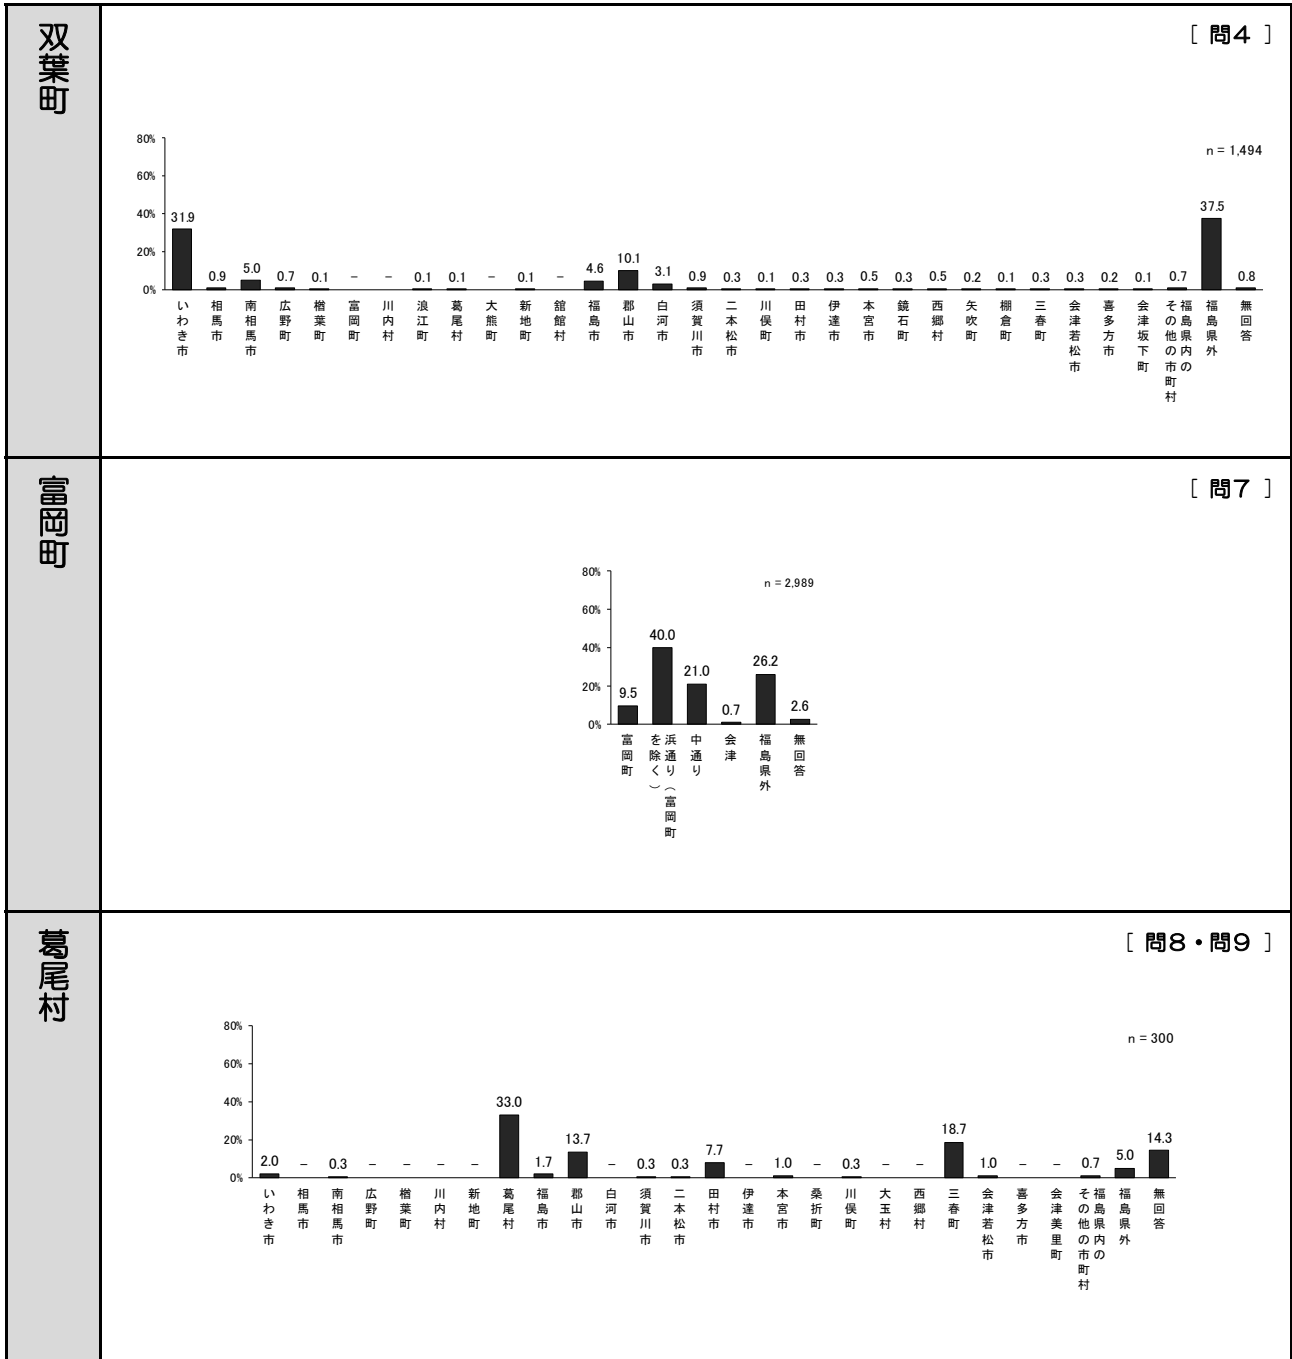 双葉町
[ 問4 ]
n = 1,494
80%
60%
40%
20%
0%
31.9
0.9
5.0
0.7
0.1
–
–
0.1
0.1
–
0.1
–
4.6
10.1
3.1
0.9
0.3
0.1
0.3
0.3
0.5
0.3
0.5
0.2
0.1
0.3
0.3
0.2
0.1
0.7
37.5
0.8
いわき市
相馬市
南相馬市
広野町
楢葉町
富岡町
川内村
浪江町
葛尾村
大熊町
新地町
舘館村
福島市
郡山市
白河市
須賀川市
二本松市
川俣町
田村市
伊達市
本宮市
鏡石町
西郷村
矢吹町
棚倉町
三春町
会津若松市
喜多方市
会津坂下町
福島県内の
その他の市町村
福島県外
無回答
富岡町
[ 問7 ]
n = 2,989
80%
60%
40%
20%
0%
9.5
40.0
21.0
0.7
26.2
2.6
富岡町
浜通り（富岡町
を除く）
中通り
会津
福島県外
無回答
葛尾村
[ 問8・問9 ]
n = 300
80%
60%
40%
20%
0%
2.0
–
0.3
–
–
–
–
33.0
1.7
13.7
–
0.3
0.3
7.7
–
1.0
–
0.3
–
–
18.7
1.0
–
–
0.7
5.0
14.3
いわき市
相馬市
南相馬市
広野町
楢葉町
川内村
新地町
葛尾村
福島市
郡山市
白河市
須賀川市
二本松市
田村市
伊達市
本宮市
桑折町
川俣町
大玉村
西郷村
三春町
会津若松市
喜多方市
会津美里町
福島県内の
その他の市町村
福島県外
無回答